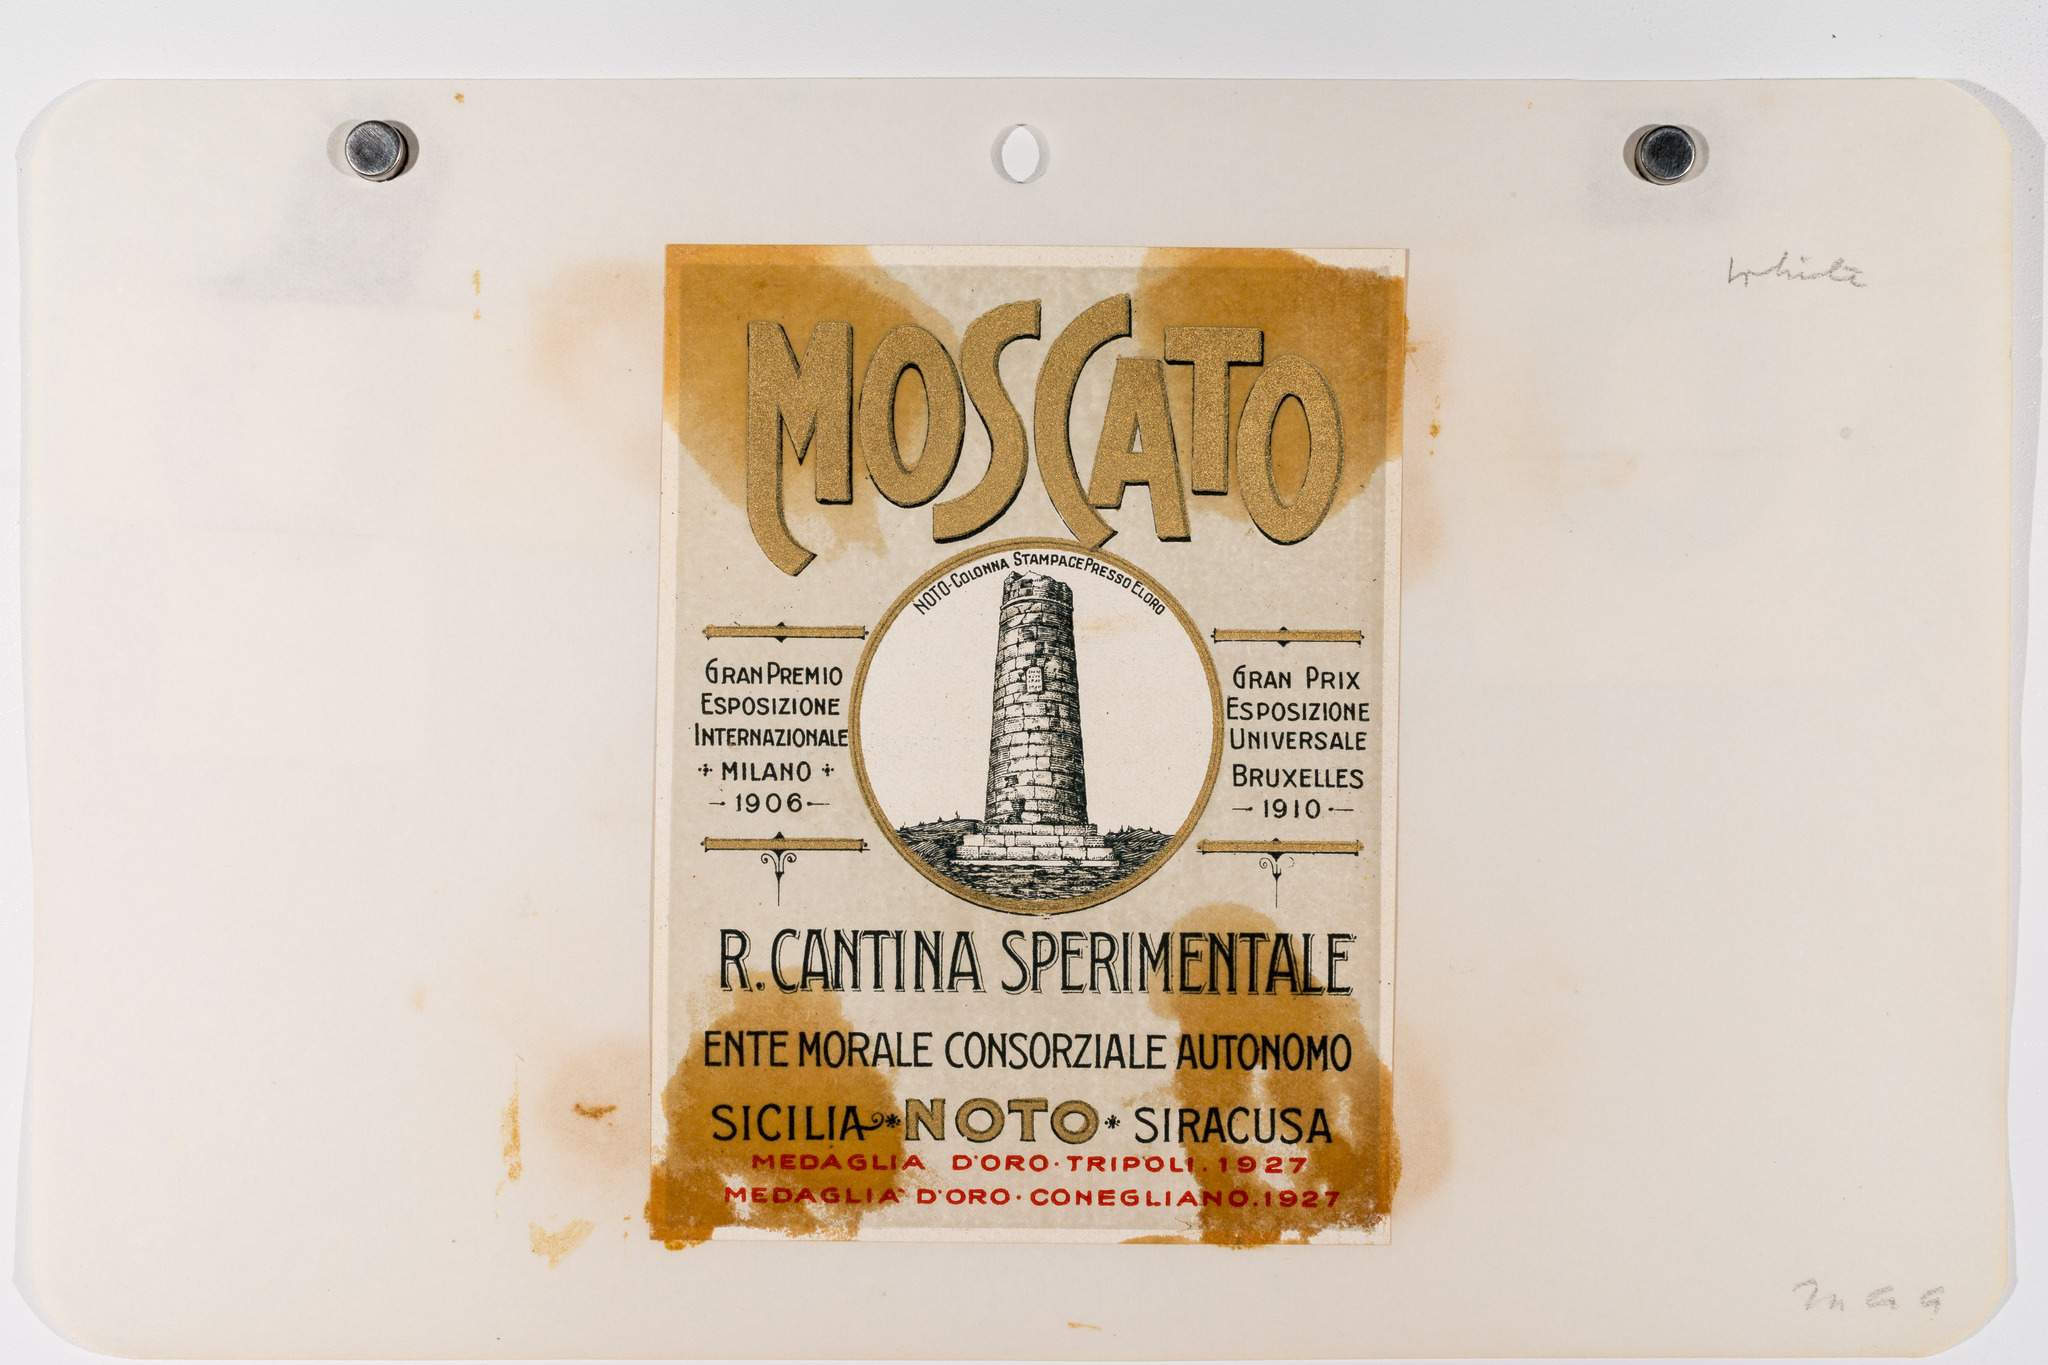 white
MOSCATO
NOTO-COLONNA STAMPACE PRESSO ELORO
GRAN PREMIO
ESPOSIZIONE
INTERNAZIONALE
MILANO
1906
GRAN PRIX
ESPOSIZIONE
UNIVERSALE
BRUXELLES
1910
R. CANTINA SPERIMENTALE
ENTE MORALE CONSORZIALE AUTONOMO
SICILIA * NOTO * SIRACUSA
MEDAGLIA D'ORO·TRIPOLI.1927
MEDAGLIA D'ORO·CONEGLIANO.1927